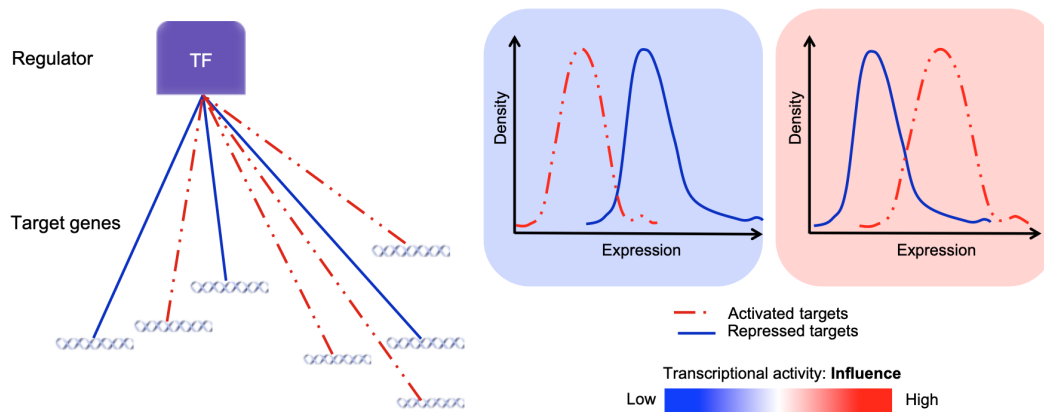 Regulator
TF
Target genes
Density
Expression
Density
Expression
Activated targets
Repressed targets
Transcriptional activity: Influence
Low
High